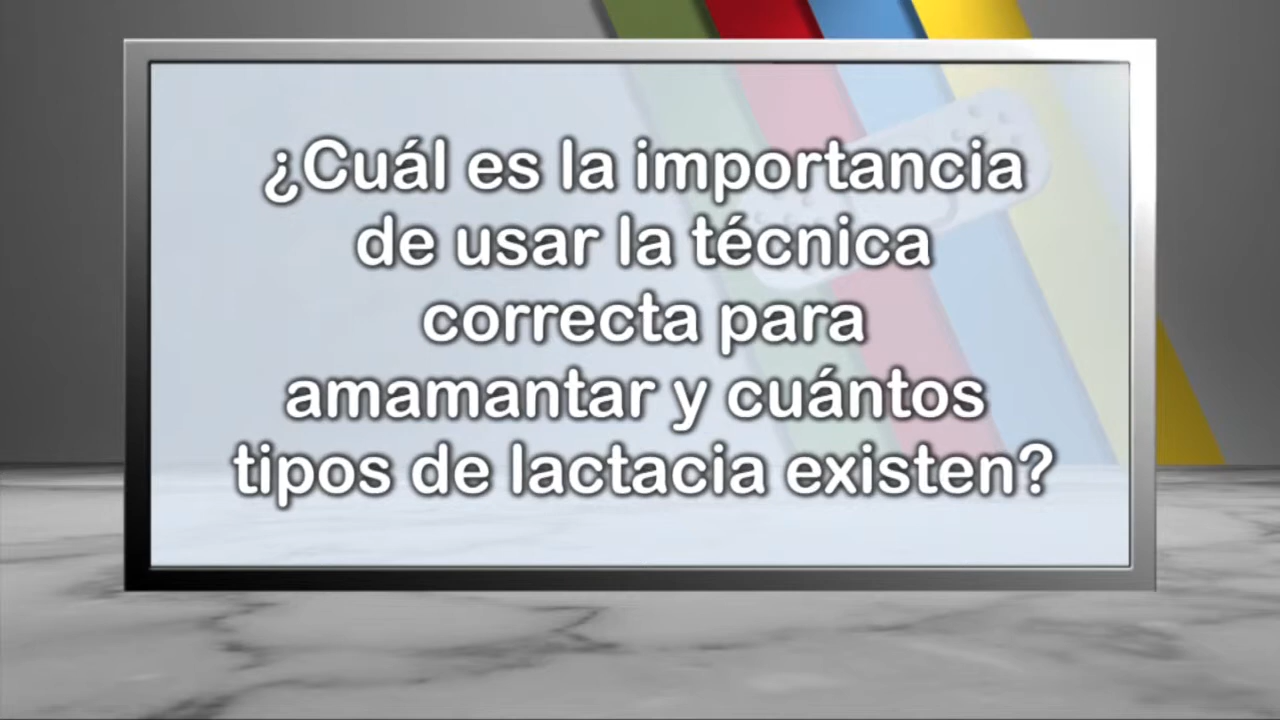 ¿Cuál es la importancia
de usar la técnica
correcta para
amamantar y cuántos
tipos de lactacia existen?